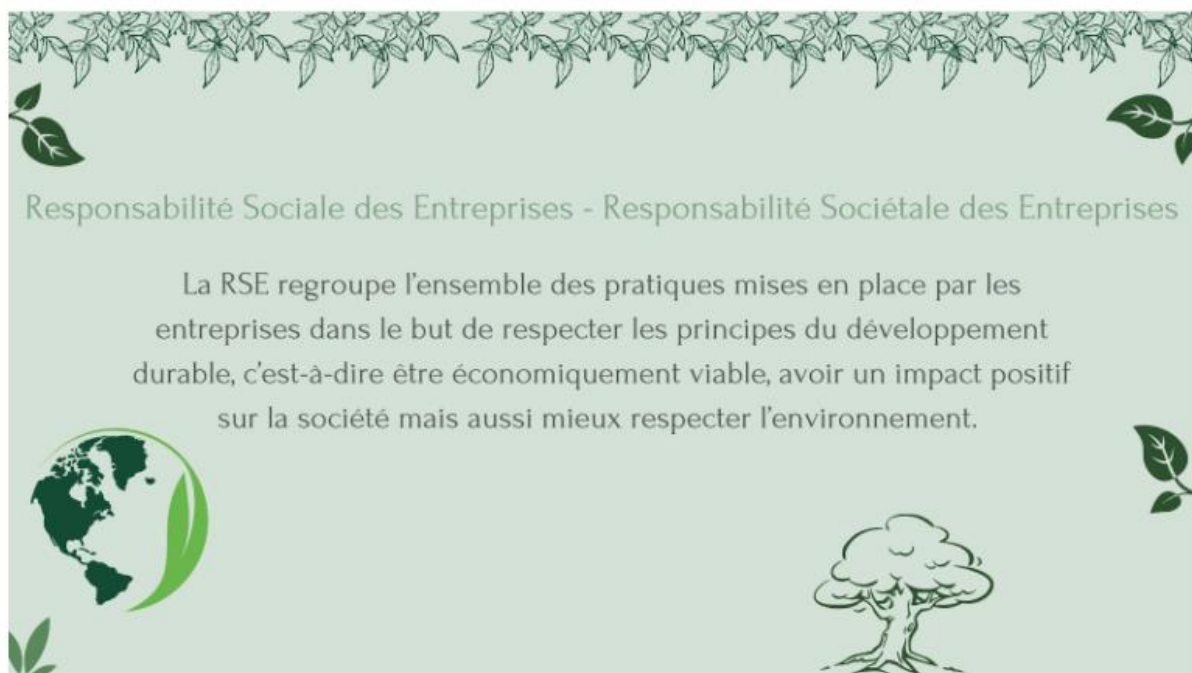 Responsabilité Sociale des Entreprises - Responsabilité Sociétale des Entreprises
La RSE regroupe l'ensemble des pratiques mises en place par les
entreprises dans le but de respecter les principes du développement
durable, c'est-à-dire être économiquement viable, avoir un impact positif
sur la société mais aussi mieux respecter l'environnement.